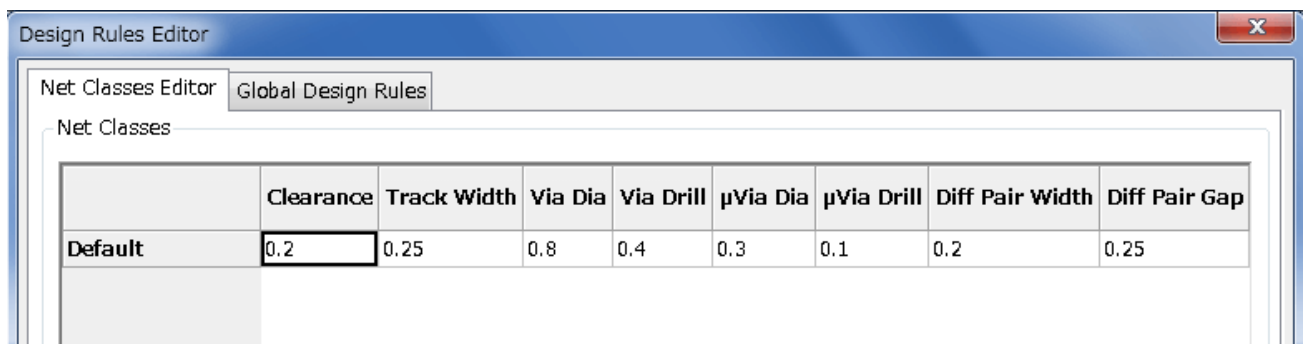 Design Rules Editor
Net Classes Editor Global Design Rules
Net Classes
Clearance Track Width Via Dia Via Drill µVia Dia µVia Drill Diff Pair Width Diff Pair Gap
Default 0.2 0.25 0.8 0.4 0.3 0.1 0.2 0.25